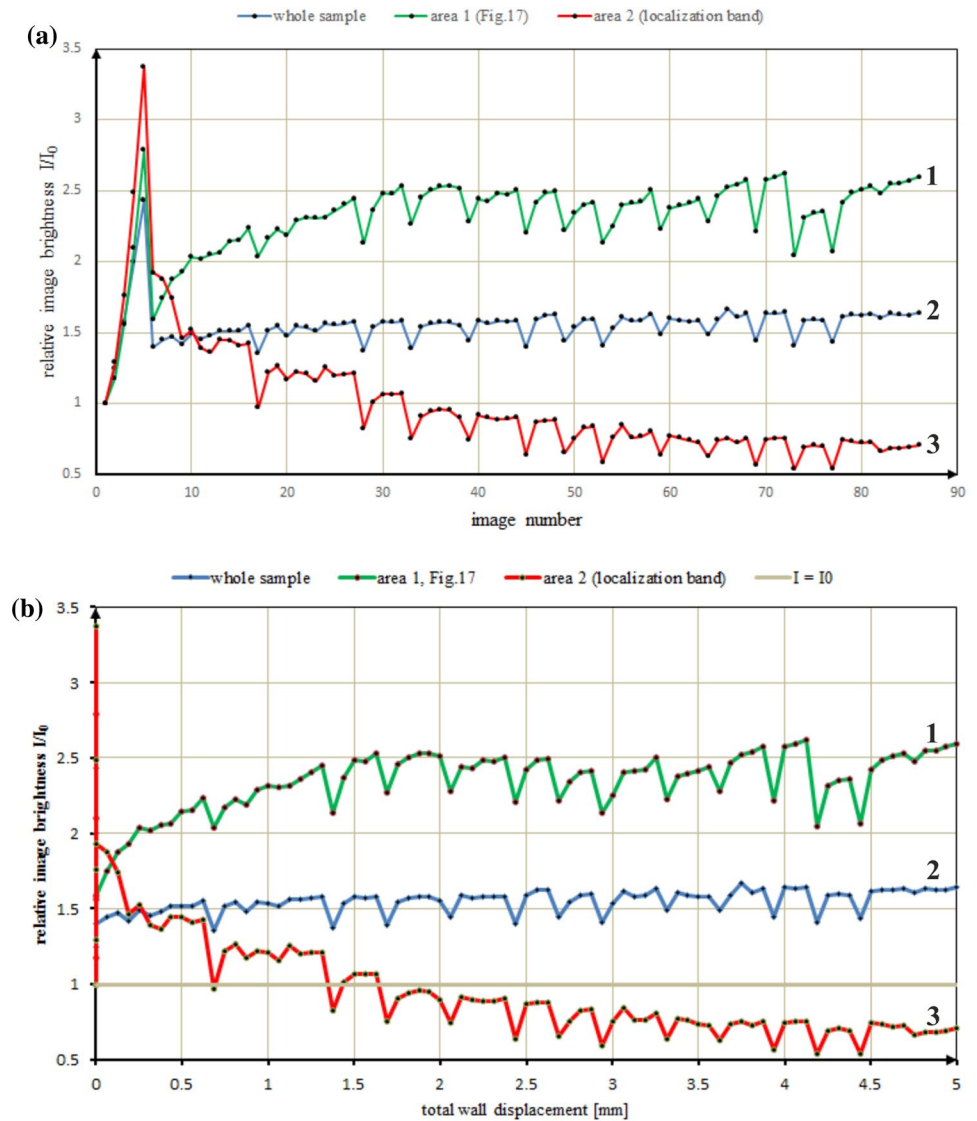 whole sample area 1 (Fig.17) area 2 (localization band)
(a)
3.5
3
2.5
2
1.5
1
0.5
relative image brightness I/I0
1
2
3
0 10 20 30 40 50 60 70 80 90
image number
whole sample area 1, Fig.17 area 2 (localization band) I = I0
(b)
3.5
3
2.5
2
1.5
1
0.5
relative image brightness I/I0
1
2
3
0 0.5 1 1.5 2 2.5 3 3.5 4 4.5 5
total wall displacement [mm]